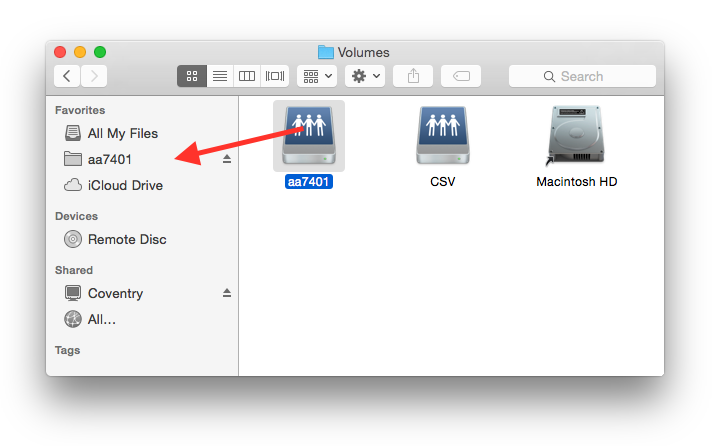 Volumes
Search
Favorites
All My Files
aa7401
iCloud Drive
Devices
Remote Disc
Shared
Coventry
All...
Tags
aa7401
CSV
Macintosh HD